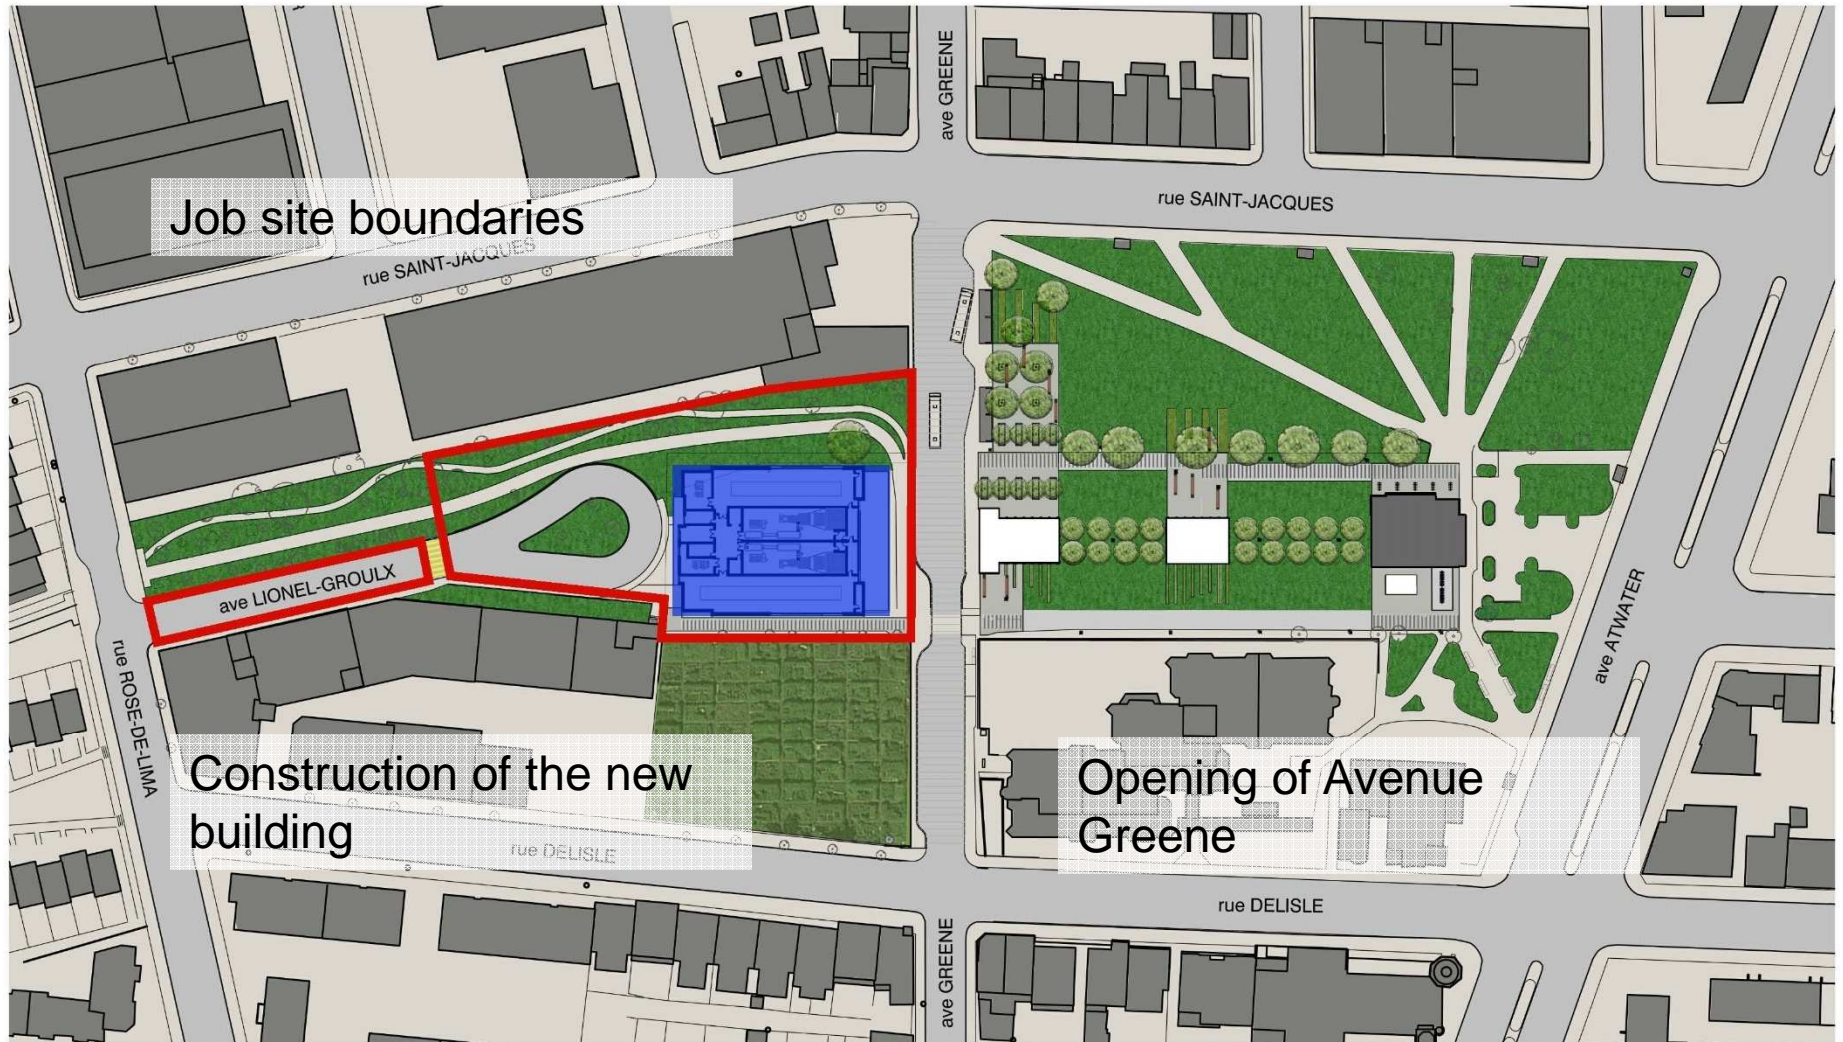 ave GREENE
rue SAINT-JACQUES
Job site boundaries
rue SAINT-JACQUES
ave LIONEL-GROULX
ave ATWATER
rue ROSE-DE-LIMA
Construction of the new
building
Opening of Avenue
Greene
rue DELISLE
rue DELISLE
ave GREENE